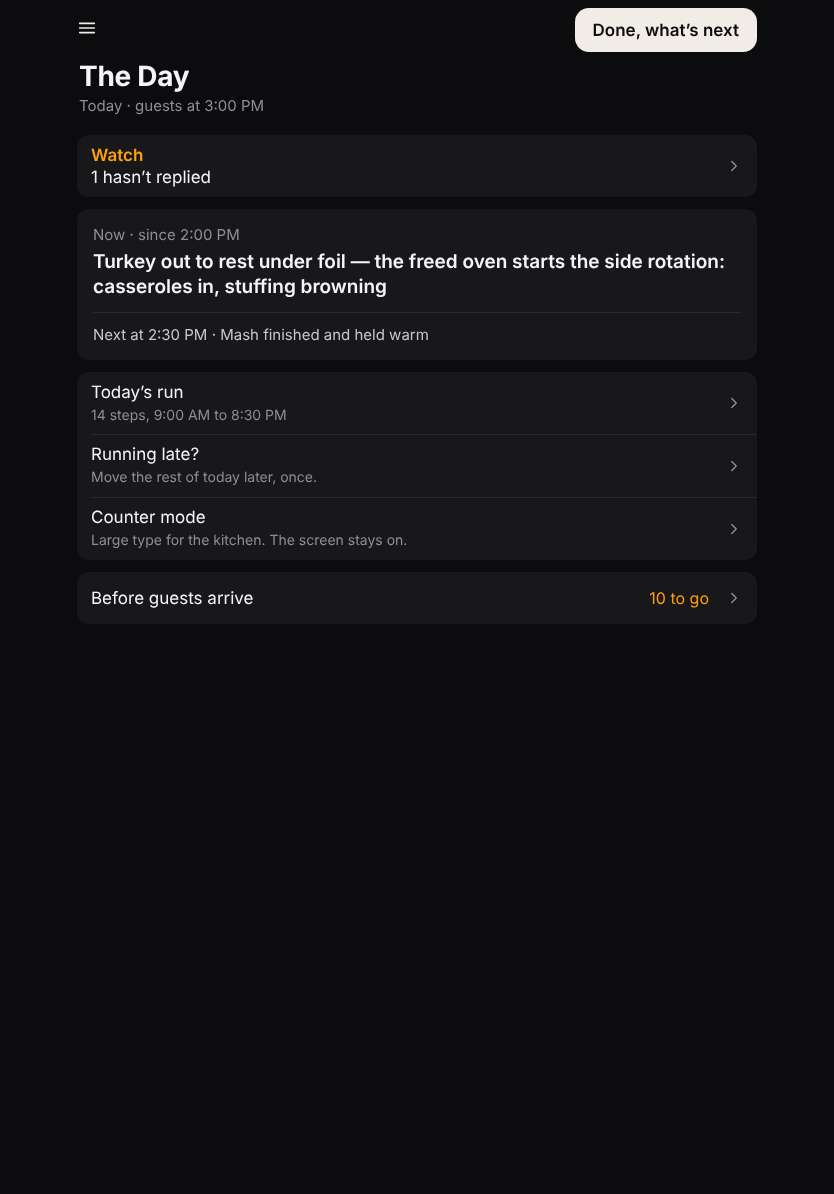 Done, what’s next
The Day
Today · guests at 3:00 PM
Watch
1 hasn’t replied
Now · since 2:00 PM
Turkey out to rest under foil — the freed oven starts the side rotation:
casseroles in, stuffing browning
Next at 2:30 PM · Mash finished and held warm
Today’s run
14 steps, 9:00 AM to 8:30 PM
Running late?
Move the rest of today later, once.
Counter mode
Large type for the kitchen. The screen stays on.
Before guests arrive
10 to go